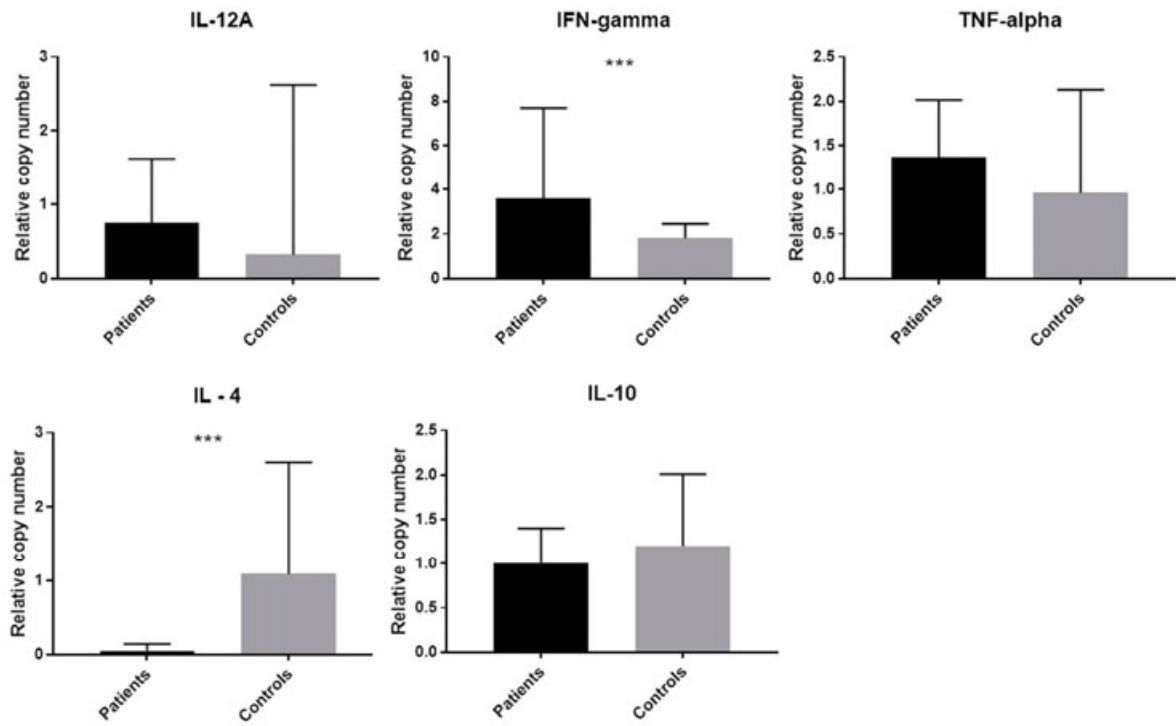 IL-12A
Relative copy number
3
2
1
0
Patients
Controls
IFN-gamma
***
Relative copy number
10
8
6
4
2
0
Patients
Controls
TNF-alpha
Relative copy number
2.5
2.0
1.5
1.0
0.5
0.0
Patients
Controls
IL - 4
***
Relative copy number
3
2
1
0
Patients
Controls
IL-10
Relative copy number
2.5
2.0
1.5
1.0
0.5
0.0
Patients
Controls